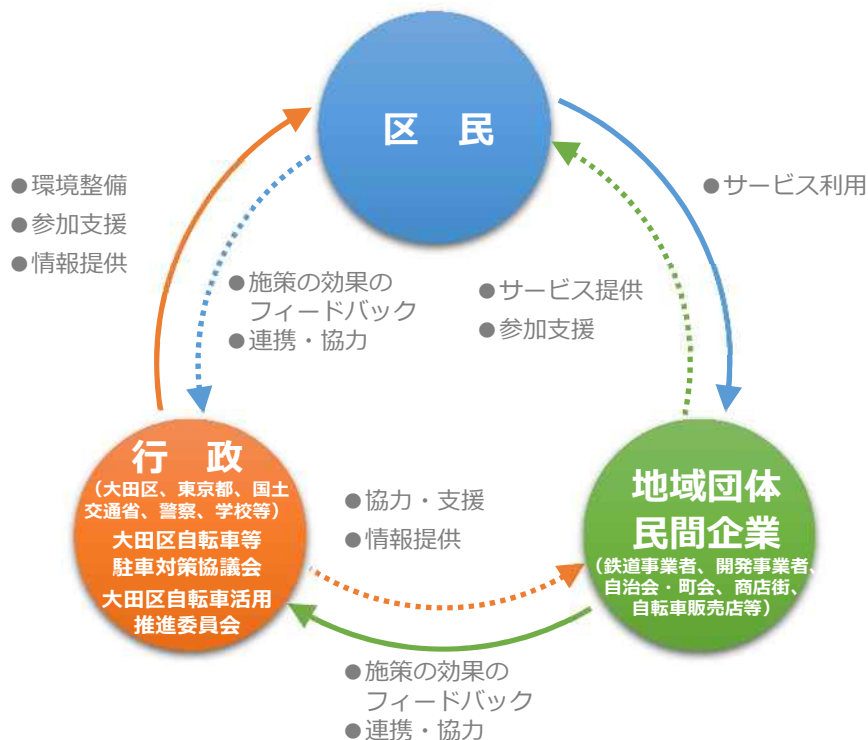 区 民
●環境整備
●参加支援
●情報提供
●サービス利用
●施策の効果の
フィードバック
●連携・協力
●サービス提供
●参加支援
行 政
（大田区、東京都、国土
交通省、警察、学校等）
大田区自転車等
駐車対策協議会
大田区自転車活用
推進委員会
●協力・支援
●情報提供
地域団体
民間企業
（鉄道事業者、開発事業者、
自治会・町会、商店街、
自転車販売店等）
●施策の効果の
フィードバック
●連携・協力